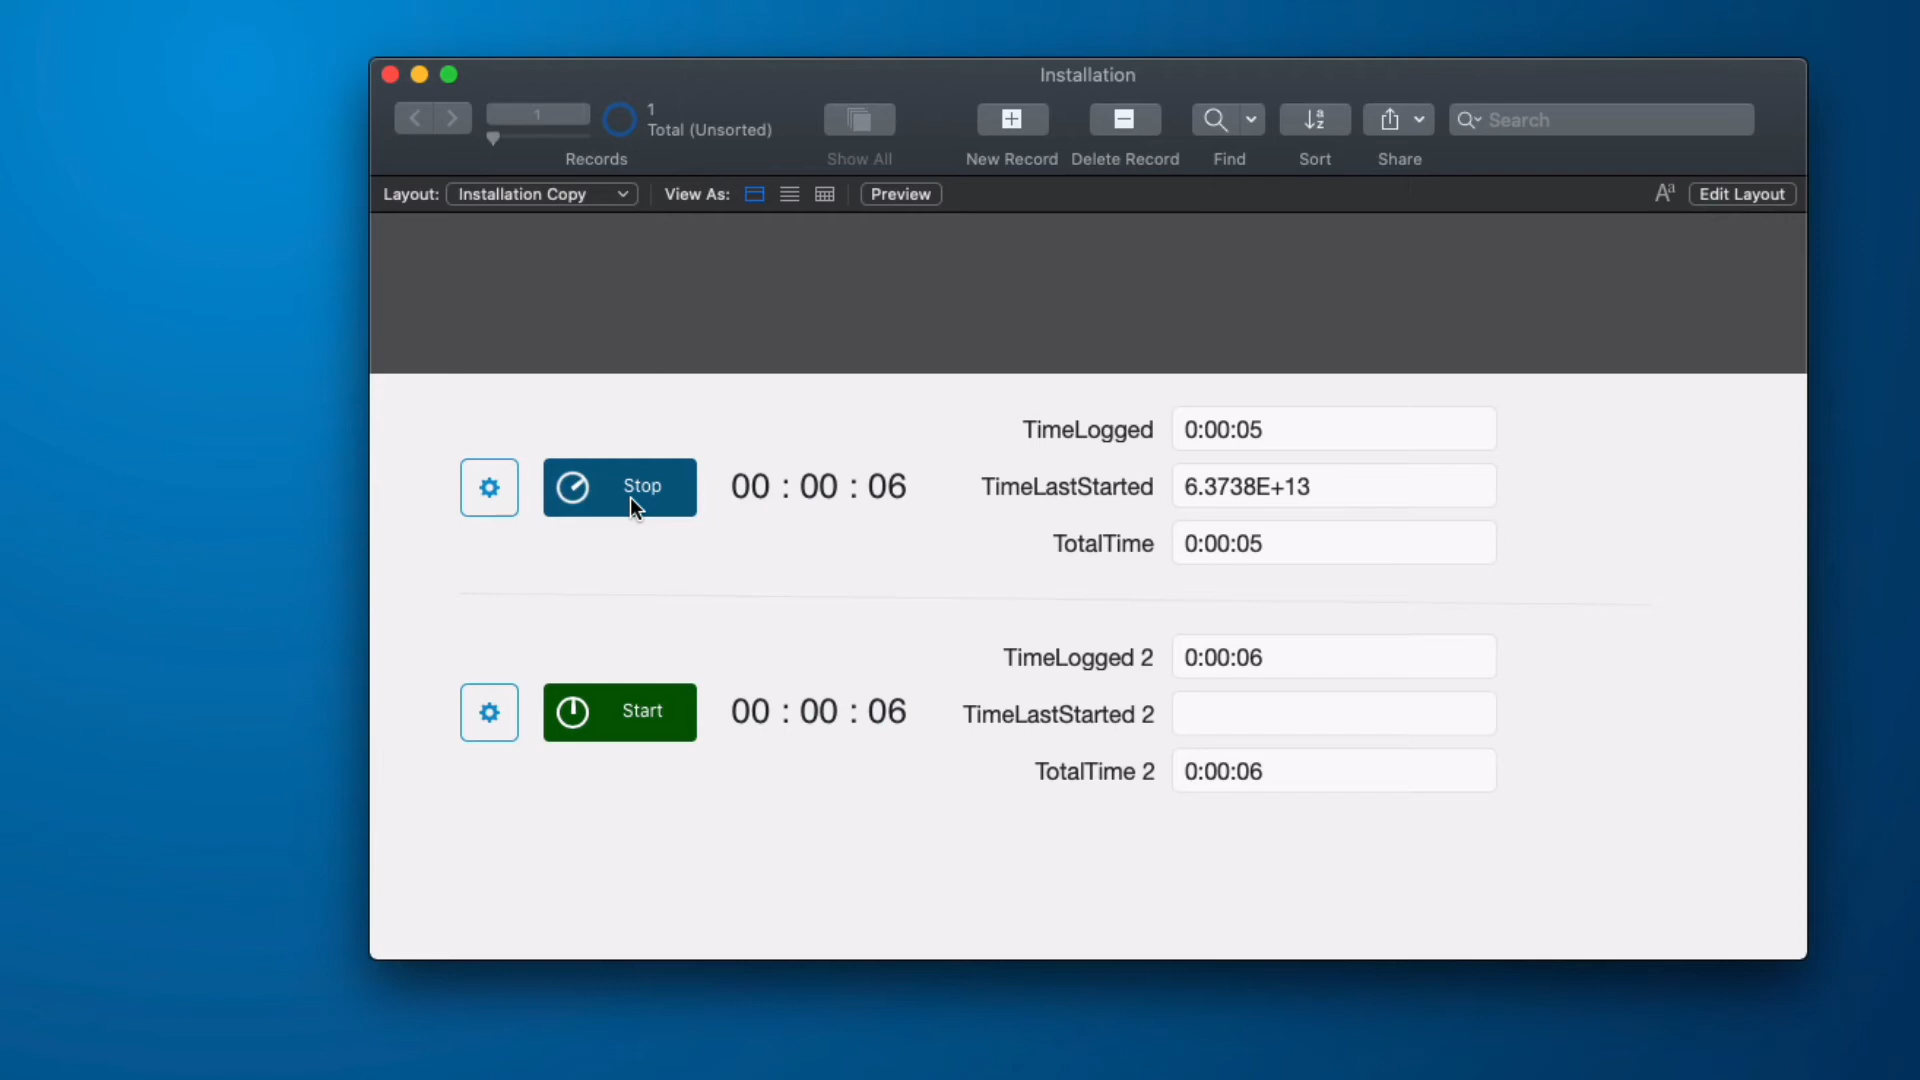 Installation
1
1
Total (Unsorted)
Records
Show All
New Record
Delete Record
Find
Sort
Share
Search
Layout: Installation Copy
View As:
Preview
Aa
Edit Layout
TimeLogged 0:00:05
Stop 00 : 00 : 06
TimeLastStarted 6.3738E+13
TotalTime 0:00:05
TimeLogged 2 0:00:06
Start 00 : 00 : 06
TimeLastStarted 2
TotalTime 2 0:00:06